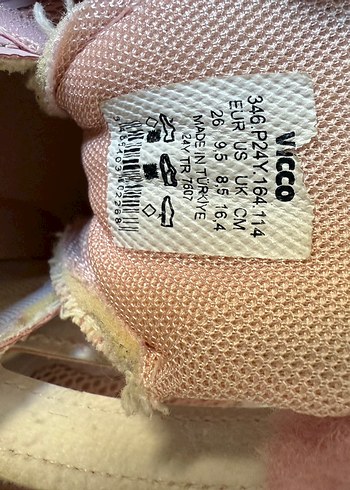 VICCO
346.P24Y.164.114
EUR US UK CM
26 9.5 8.5 16.4
MADE IN TÜRKİYE
24Y TR 7507